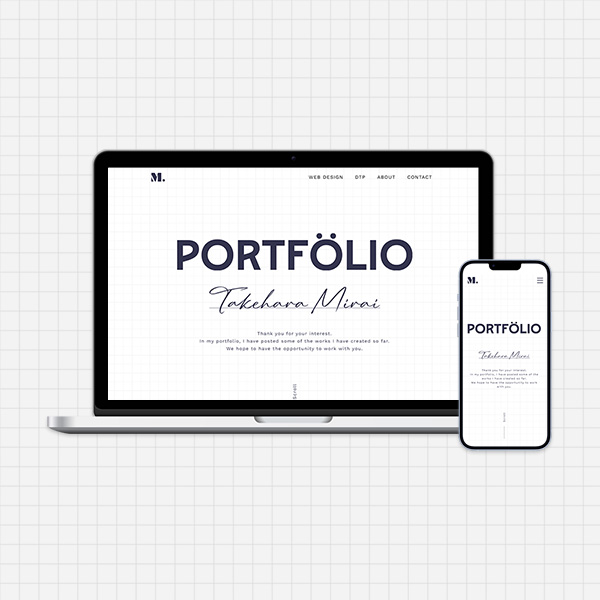 M.
WEB DESIGN DTP ABOUT CONTACT
PORTFÖLIO
Takehara Mirai
Thank you for your interest.
In my portfolio, I have posted some of the works I have created so far.
We hope to have the opportunity to work with you.
Scroll
M.
PORTFÖLIO
Takehara Mirai
Thank you for your interest.
In my portfolio, I have posted some of the
works I have created so far.
We hope to have the opportunity to work
with you.
Scroll